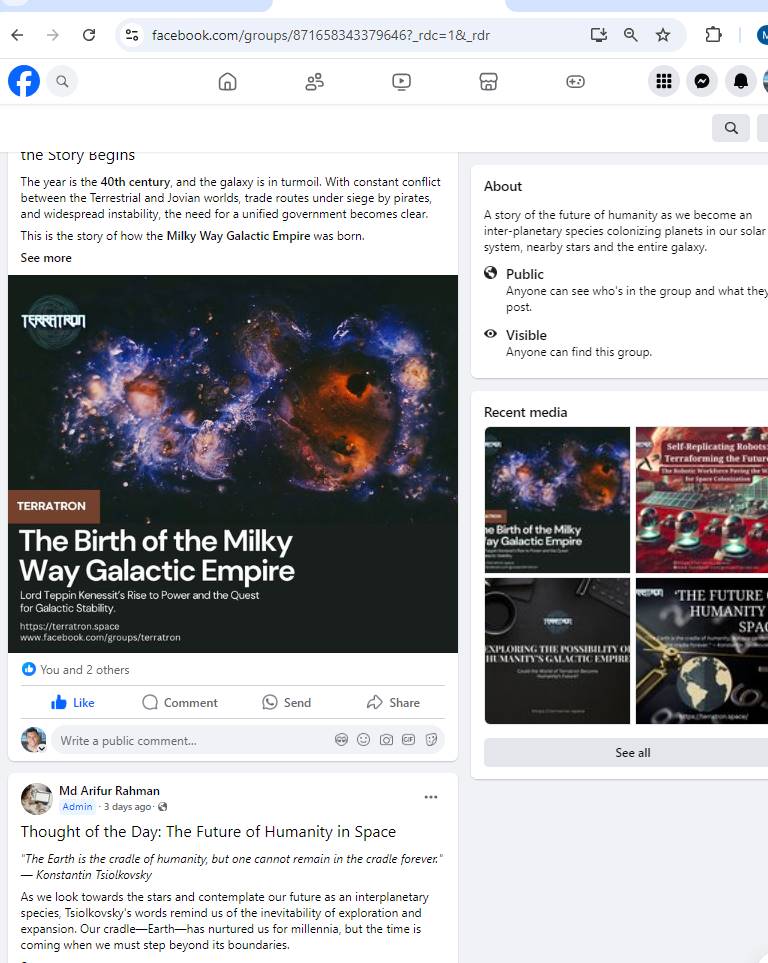 facebook.com/groups/871658343379646?_rdc=1&_rdr
the Story Begins
The year is the 40th century, and the galaxy is in turmoil. With constant conflict
between the Terrestrial and Jovian worlds, trade routes under siege by pirates,
and widespread instability, the need for a unified government becomes clear.
This is the story of how the Milky Way Galactic Empire was born.
See more
TERRATRON
TERRATRON
The Birth of the Milky
Way Galactic Empire
Lord Teppin Kenessit's Rise to Power and the Quest
for Galactic Stability.
https://terratron.space
www.facebook.com/groups/terratron
You and 2 others
Like
Comment
Send
Share
Write a public comment...
GIF
Md Arifur Rahman
Admin · 3 days ago ·
Thought of the Day: The Future of Humanity in Space
"The Earth is the cradle of humanity, but one cannot remain in the cradle forever."
— Konstantin Tsiolkovsky
As we look towards the stars and contemplate our future as an interplanetary
species, Tsiolkovsky's words remind us of the inevitability of exploration and
expansion. Our cradle—Earth—has nurtured us for millennia, but the time is
coming when we must step beyond its boundaries.
About
A story of the future of humanity as we become an
inter-planetary species colonizing planets in our solar
system, nearby stars and the entire galaxy.
Public
Anyone can see who's in the group and what they
post.
Visible
Anyone can find this group.
Recent media
he Birth of the Milky
Way Galactic Empire
Self-Replicating Robots:
Terraforming the Future
The Robotic Workforce Paving the W
for Space Colonization
TERRATRON
EXPLORING THE POSSIBILITY O
HUMANITY'S GALACTIC EMPIRE
Could the World of Terratron Become
Humanity's Future?
https://terratron.space
'THE FUTURE O
HUMANITY
SPAC
https://terratron.space/
See all